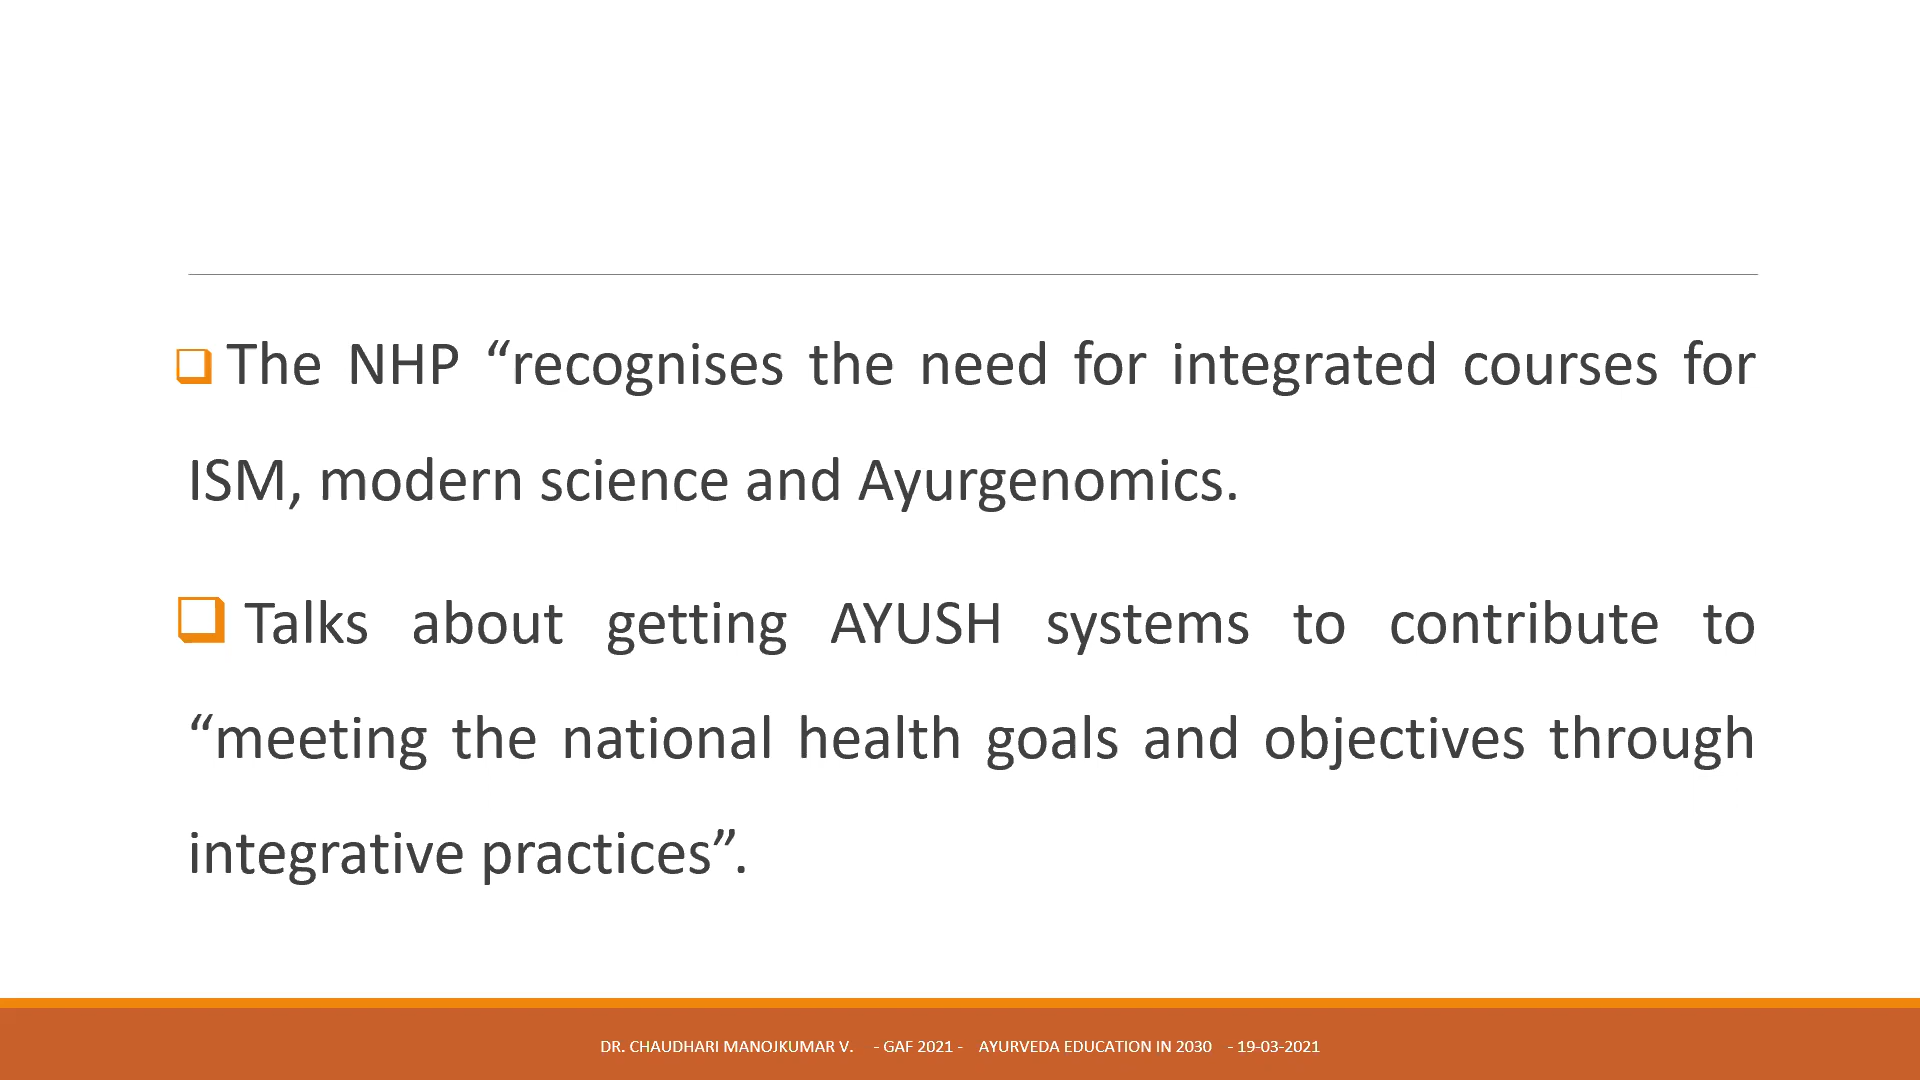 The NHP “recognises the need for integrated courses for
ISM, modern science and Ayurgenomics.
Talks about getting AYUSH systems to contribute to
“meeting the national health goals and objectives through
integrative practices”.
DR. CHAUDHARI MANOJKUMAR V. - GAF 2021 - AYURVEDA EDUCATION IN 2030 - 19-03-2021